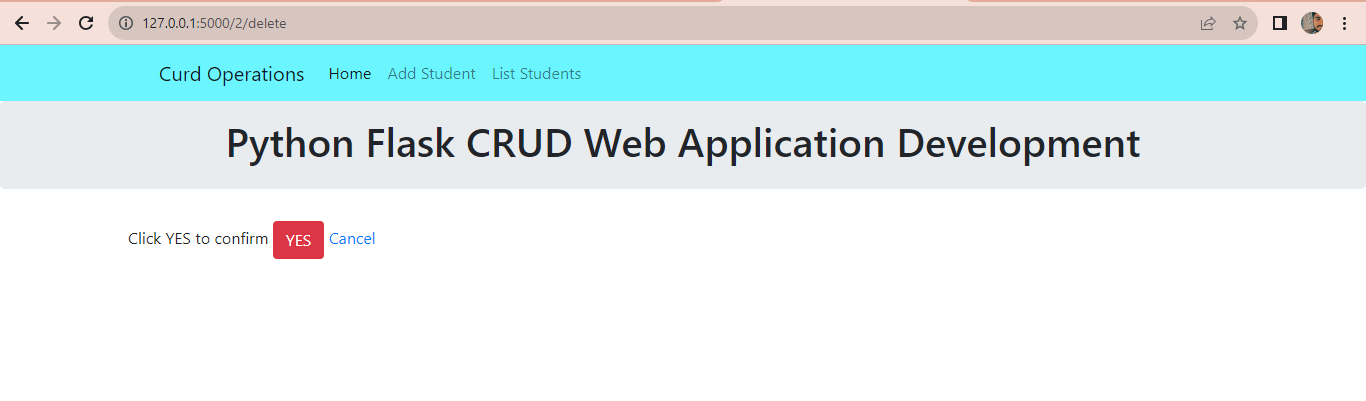 127.0.0.1:5000/2/delete
Curd Operations Home Add Student List Students
Python Flask CRUD Web Application Development
Click YES to confirm YES Cancel